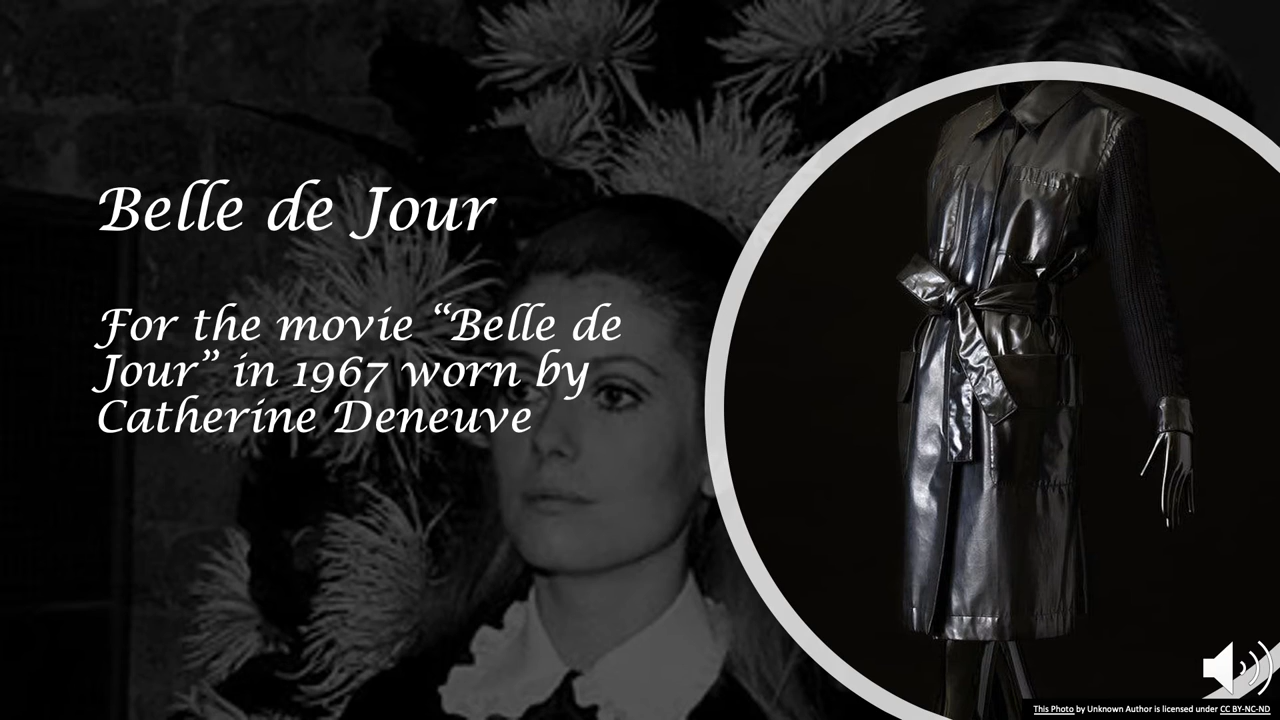 Belle de Jour
For the movie “Belle de
Jour” in 1967 worn by
Catherine Deneuve
This Photo by Unknown Author is licensed under CC BY-NC-ND